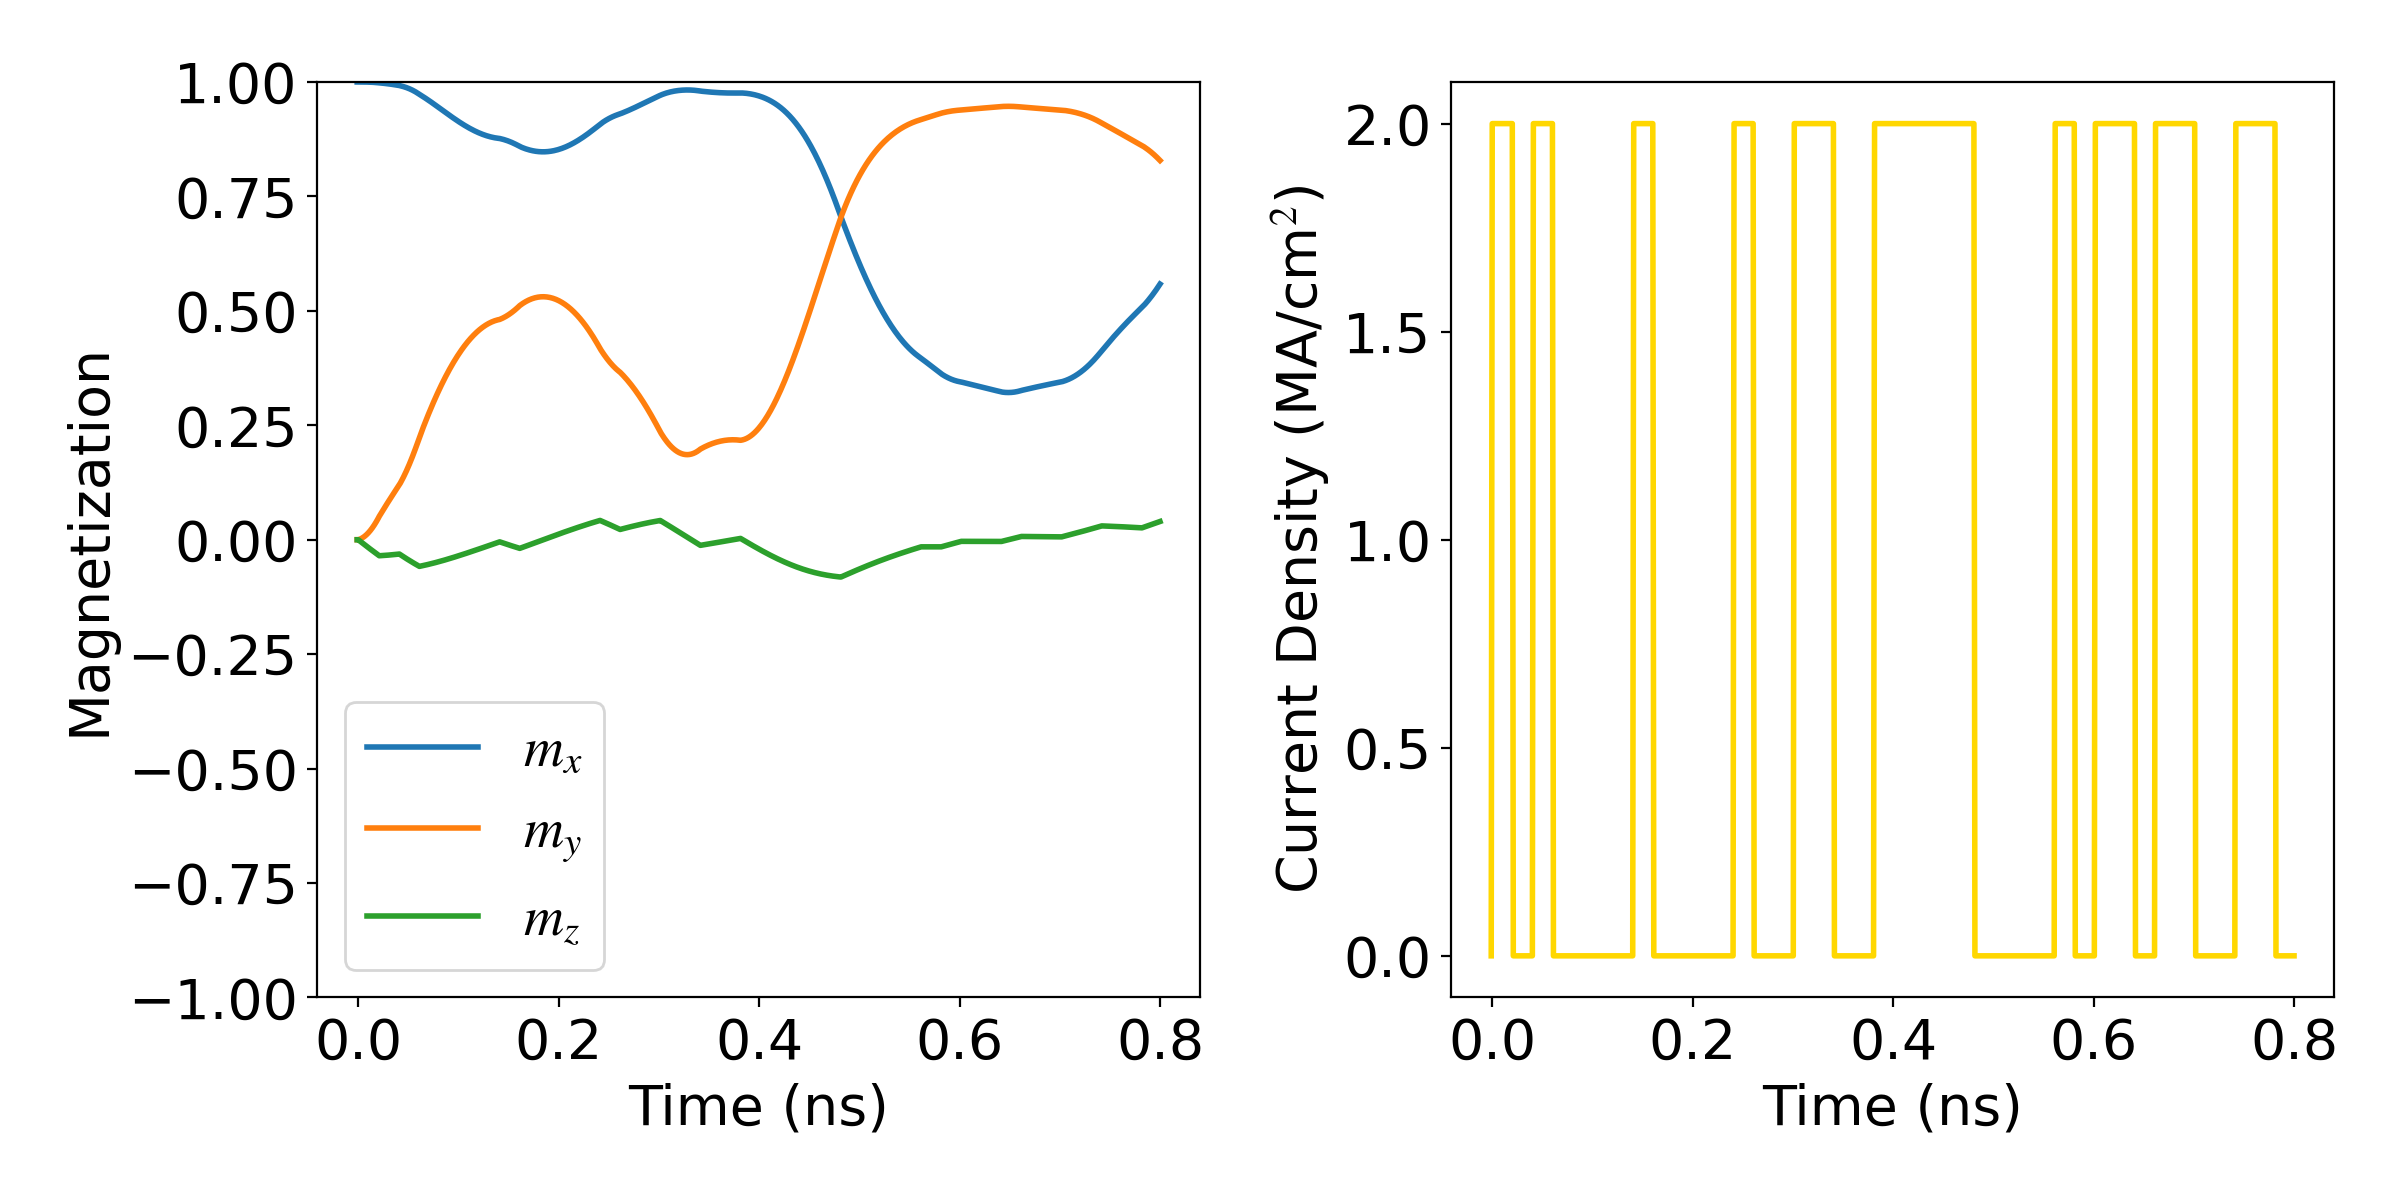 1.00
0.75
0.50
0.25
0.00
−0.25
−0.50
−0.75
−1.00
Magnetization
m_x
m_y
m_z
0.0 0.2 0.4 0.6 0.8
Time (ns)
2.0
1.5
1.0
0.5
0.0
Current Density (MA/cm²)
0.0 0.2 0.4 0.6 0.8
Time (ns)